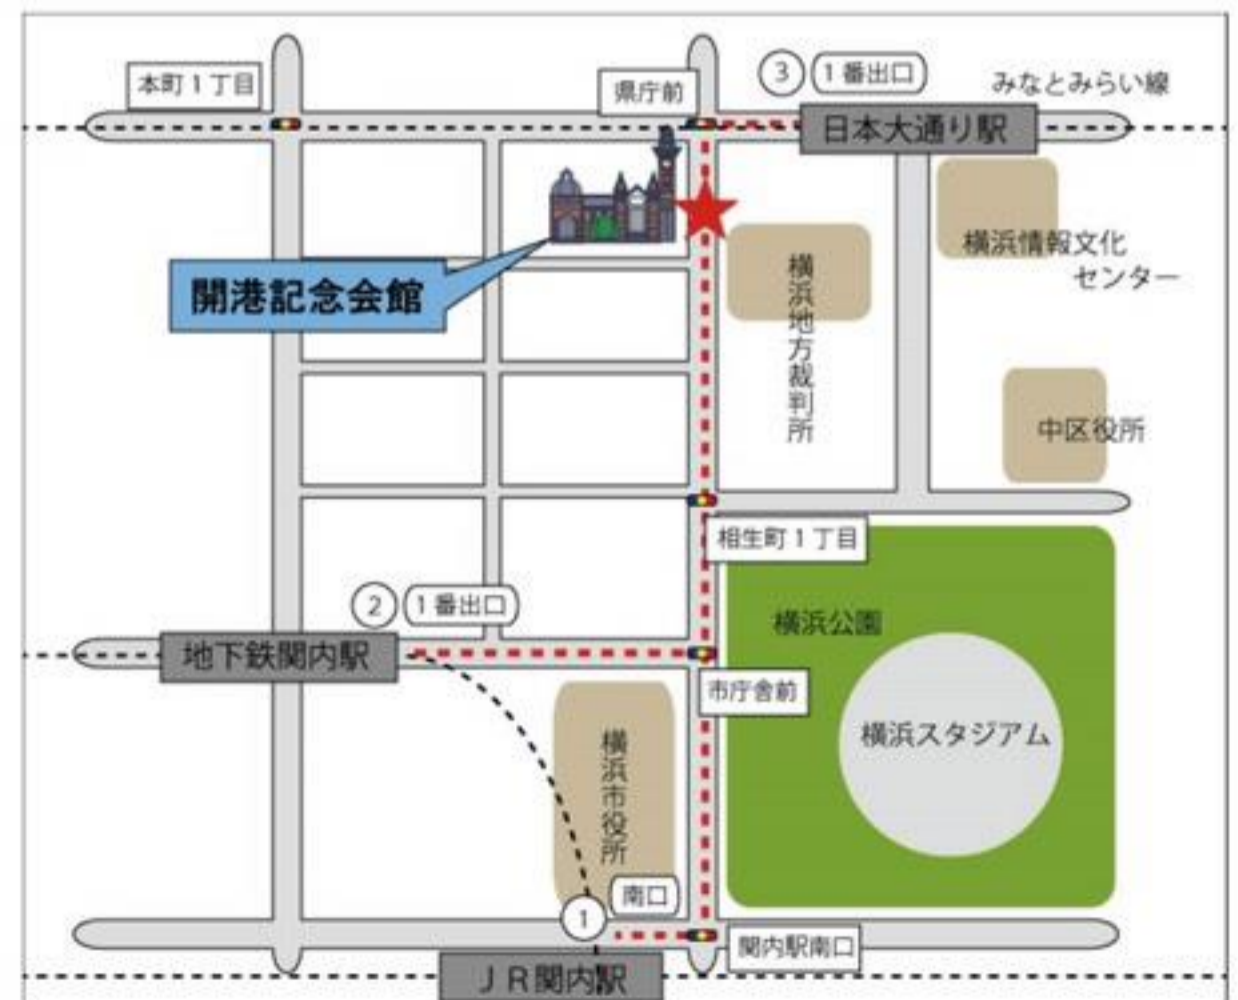 本町1丁目
県庁前
③ 1番出口
みなとみらい線
日本大通り駅
横浜情報文化
センター
開港記念会館
横浜地方裁判所
中区役所
相生町1丁目
② 1番出口
横浜公園
地下鉄関内駅
市庁舎前
横浜スタジアム
横浜市役所
南口
①
関内駅南口
JR関内駅